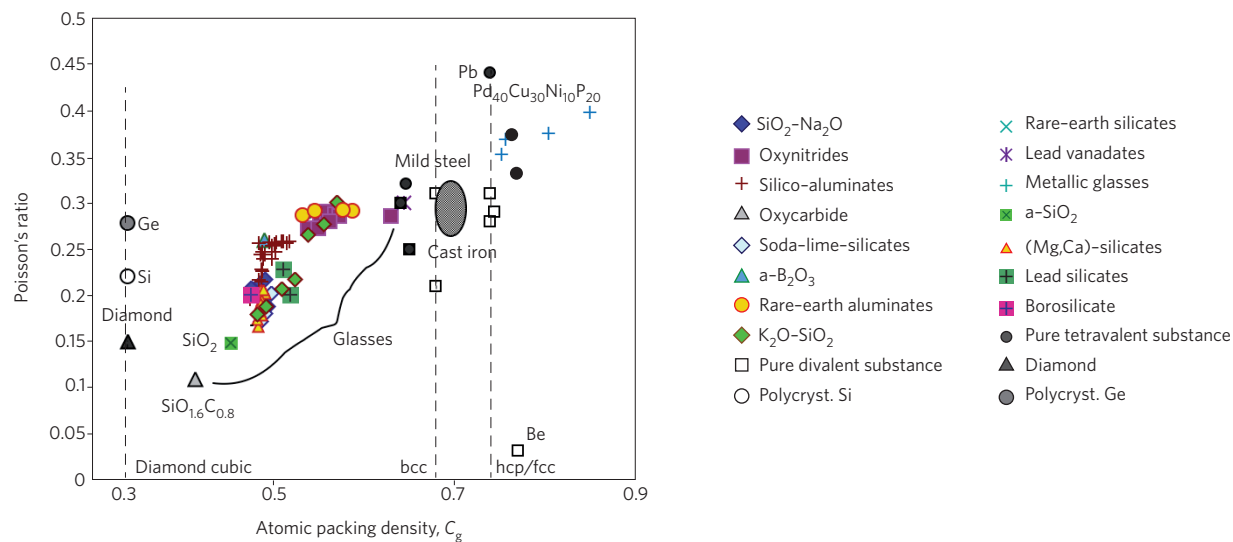 0.5
0.45
0.4
0.35
0.3
0.25
0.2
0.15
0.1
0.05
0
Poisson's ratio
Pb
Pd₄₀Cu₃₀Ni₁₀P₂₀
Mild steel
Ge
Cast iron
Si
Diamond
SiO₂
Glasses
SiO₁.₆C₀.₈
Be
Diamond cubic
bcc
hcp/fcc
0.3
0.5
0.7
0.9
Atomic packing density, Cg
SiO₂–Na₂O
Oxynitrides
Silico–aluminates
Oxycarbide
Soda–lime–silicates
a–B₂O₃
Rare–earth aluminates
K₂O–SiO₂
Pure divalent substance
Polycryst. Si
Rare–earth silicates
Lead vanadates
Metallic glasses
a–SiO₂
(Mg,Ca)–silicates
Lead silicates
Borosilicate
Pure tetravalent substance
Diamond
Polycryst. Ge